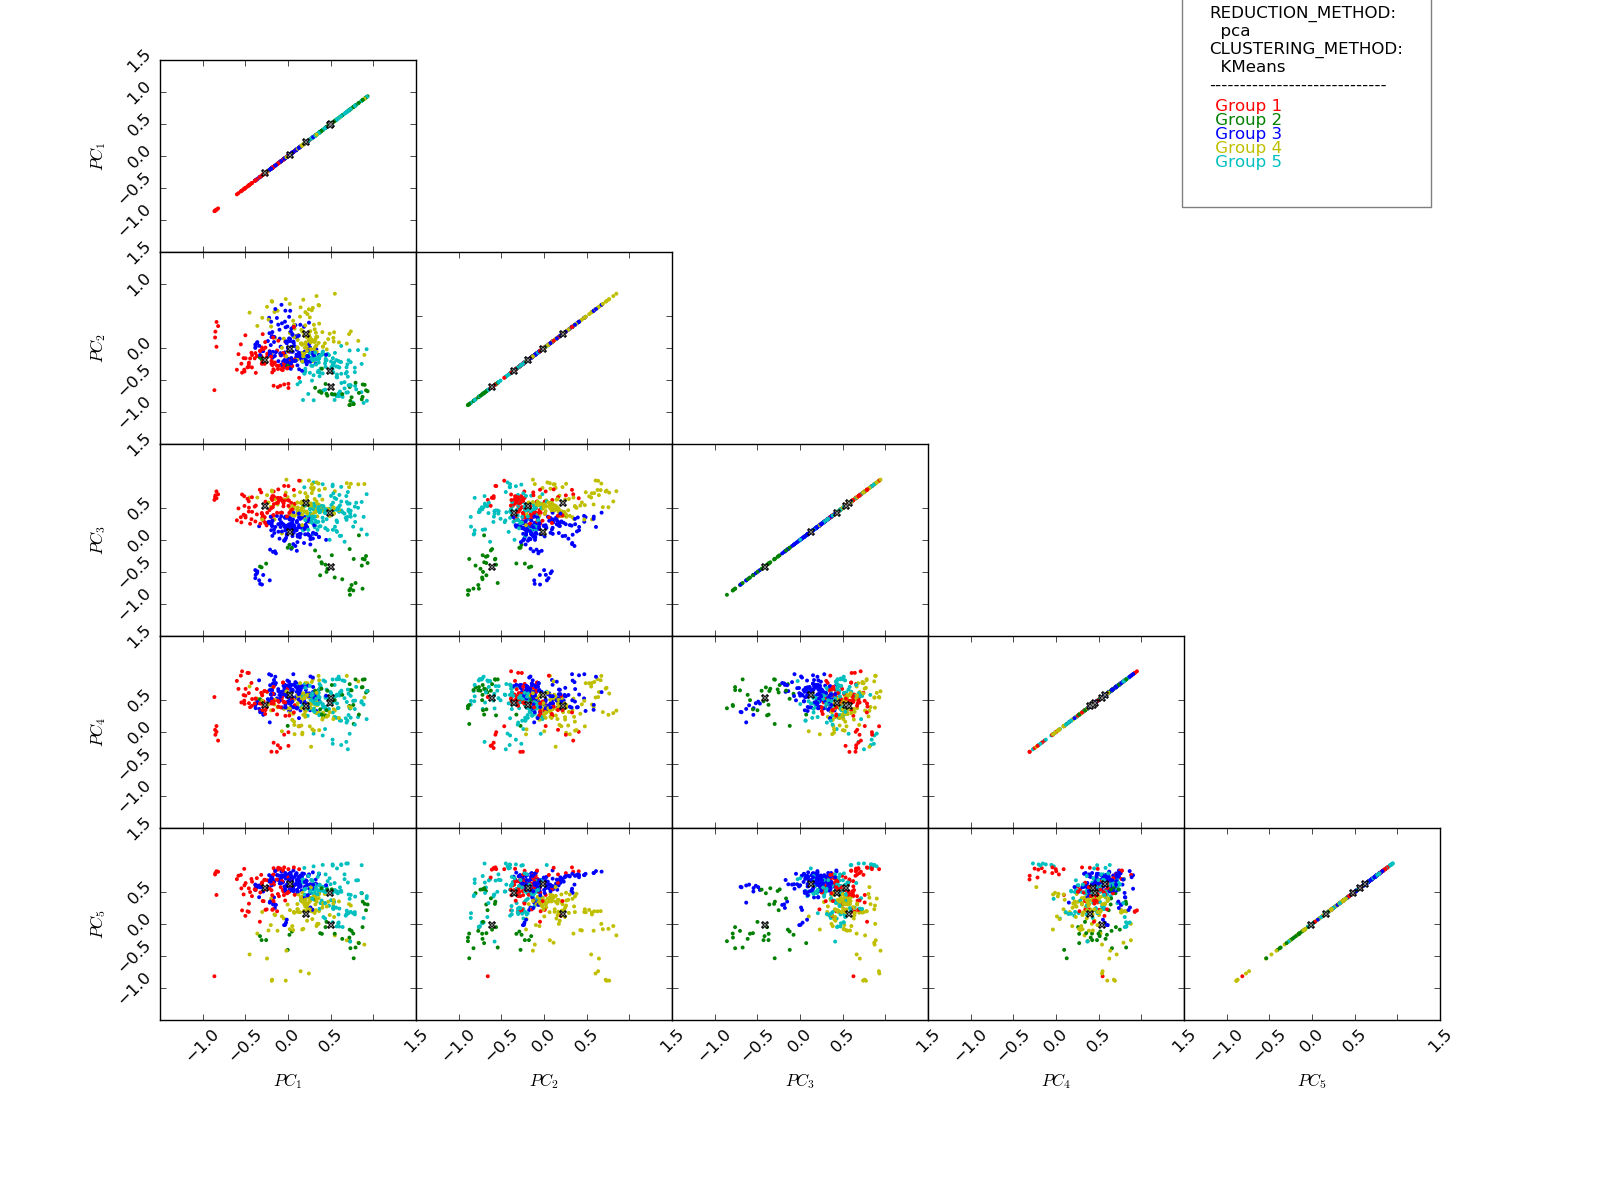 REDUCTION_METHOD:
pca
CLUSTERING_METHOD:
KMeans
------------------------------
Group 1
Group 2
Group 3
Group 4
Group 5
1.5
1.0
0.5
0.0
−0.5
−1.0
PC1
1.5
1.0
0.0
−0.5
−1.0
PC2
1.5
0.5
0.0
−0.5
−1.0
PC3
1.5
0.5
0.0
−0.5
−1.0
PC4
1.5
0.5
0.0
−0.5
−1.0
PC5
−1.0 −0.5 0.0 0.5 1.5 −1.0 −0.5 0.0 0.5 1.5 −1.0 −0.5 0.0 0.5 1.5 −1.0 −0.5 0.0 0.5 1.5 −1.0 −0.5 0.0 0.5 1.5
PC1 PC2 PC3 PC4 PC5